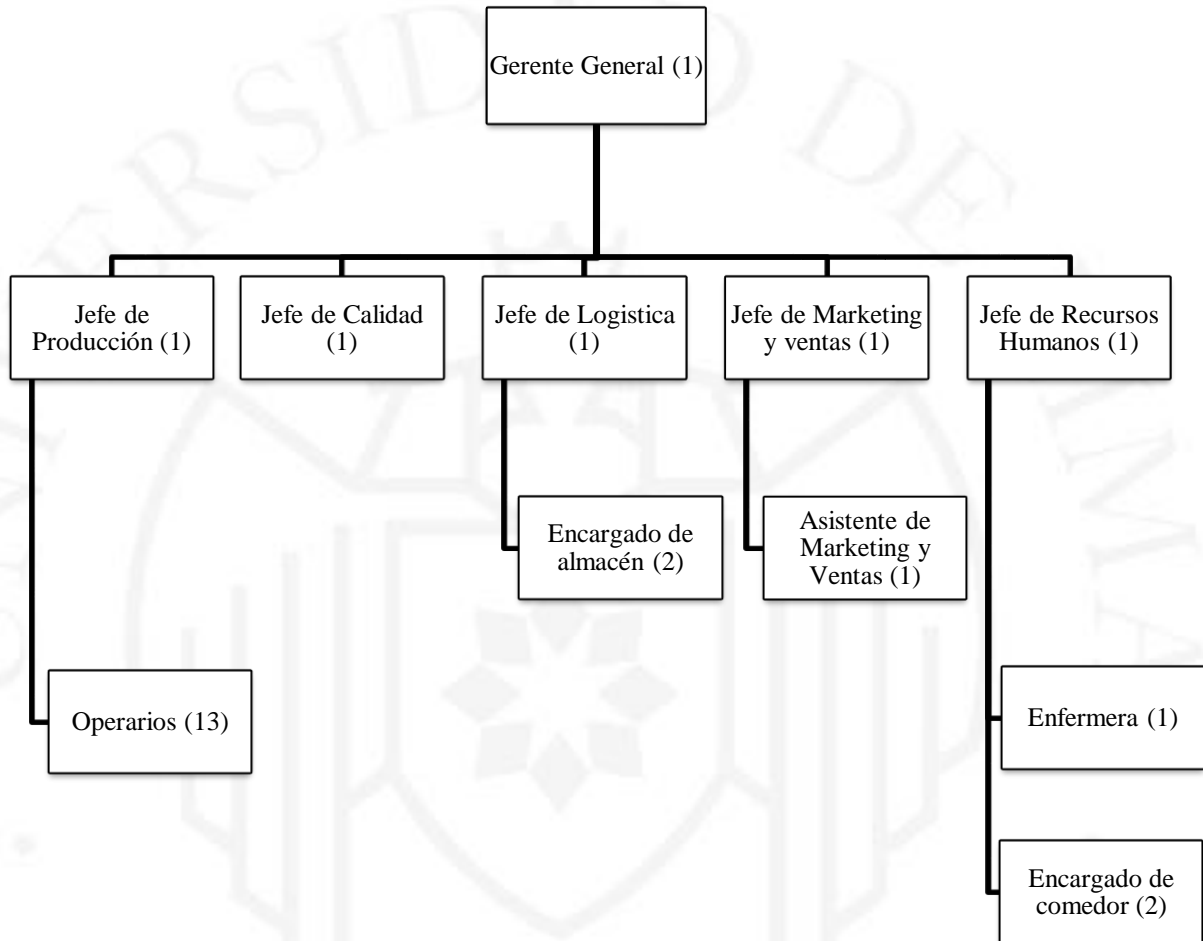 Gerente General (1)
Jefe de
Producción (1)
Jefe de Calidad
(1)
Jefe de Logistica
(1)
Jefe de Marketing
y ventas (1)
Jefe de Recursos
Humanos (1)
Encargado de
almacén (2)
Asistente de
Marketing y
Ventas (1)
Operarios (13)
Enfermera (1)
Encargado de
comedor (2)